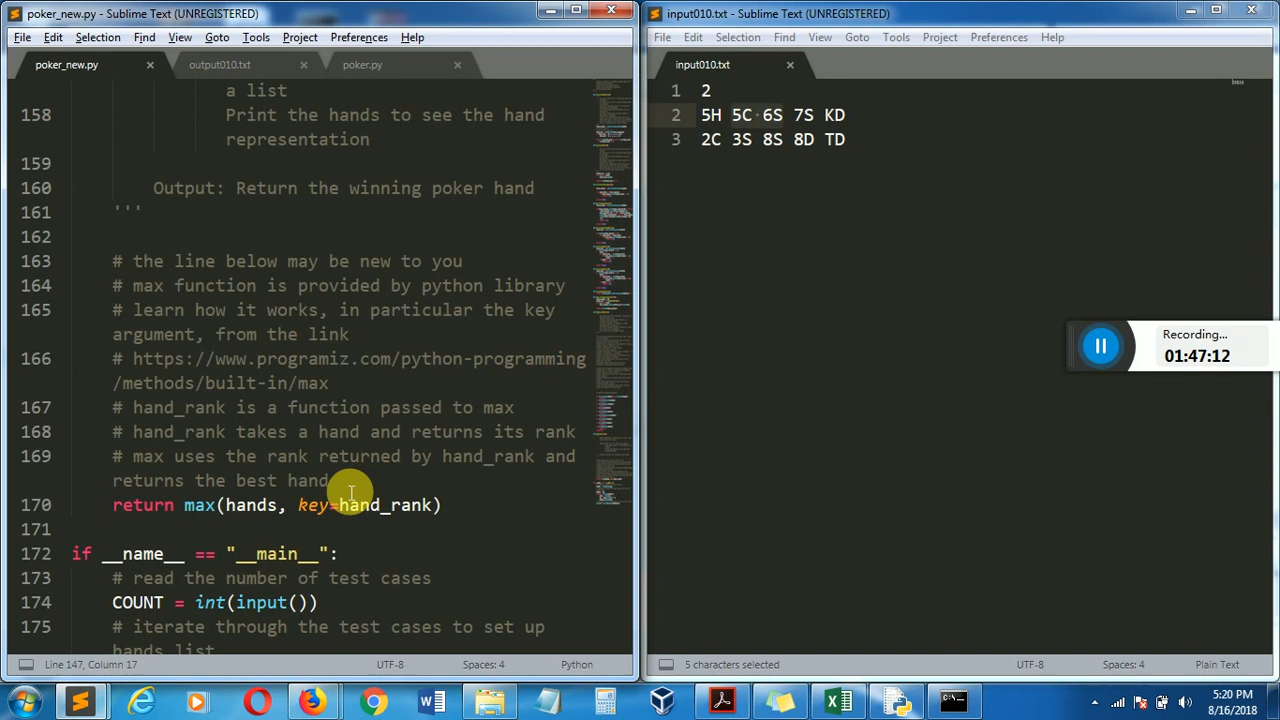 poker_new.py - Sublime Text (UNREGISTERED)
File Edit Selection Find View Goto Tools Project Preferences Help
poker_new.py output010.txt poker.py
a list
158 Print the hands to see the hand
representation
159
160 Output: Return the winning poker hand
161 '''
162
163 # the line below may be new to you
164 # max function is provided by python library
165 # learn how it works, in particular the key
argument, from the link
166 # https://www.programiz.com/python-programming
/methods/built-in/max
167 # hand_rank is a function passed to max
168 # hand_rank takes a hand and returns its rank
169 # max uses the rank returned by hand_rank and
returns the best hand
170 return max(hands, key=hand_rank)
171
172 if __name__ == "__main__":
173 # read the number of test cases
174 COUNT = int(input())
175 # iterate through the test cases to set up
hands list
Line 147, Column 17 UTF-8 Spaces: 4 Python
input010.txt - Sublime Text (UNREGISTERED)
File Edit Selection Find View Goto Tools Project Preferences Help
input010.txt
1 2
2 5H 5C 6S 7S KD
3 2C 3S 8S 8D TD
Recording...
01:47:12
5 characters selected UTF-8 Spaces: 4 Plain Text
5:20 PM
8/16/2018